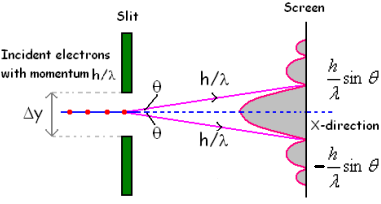 Slit
Screen
Incident electrons
with momentum h/λ
Δy
θ
θ
h/λ
h/λ
h/λ sin θ
X-direction
-h/λ sin θ